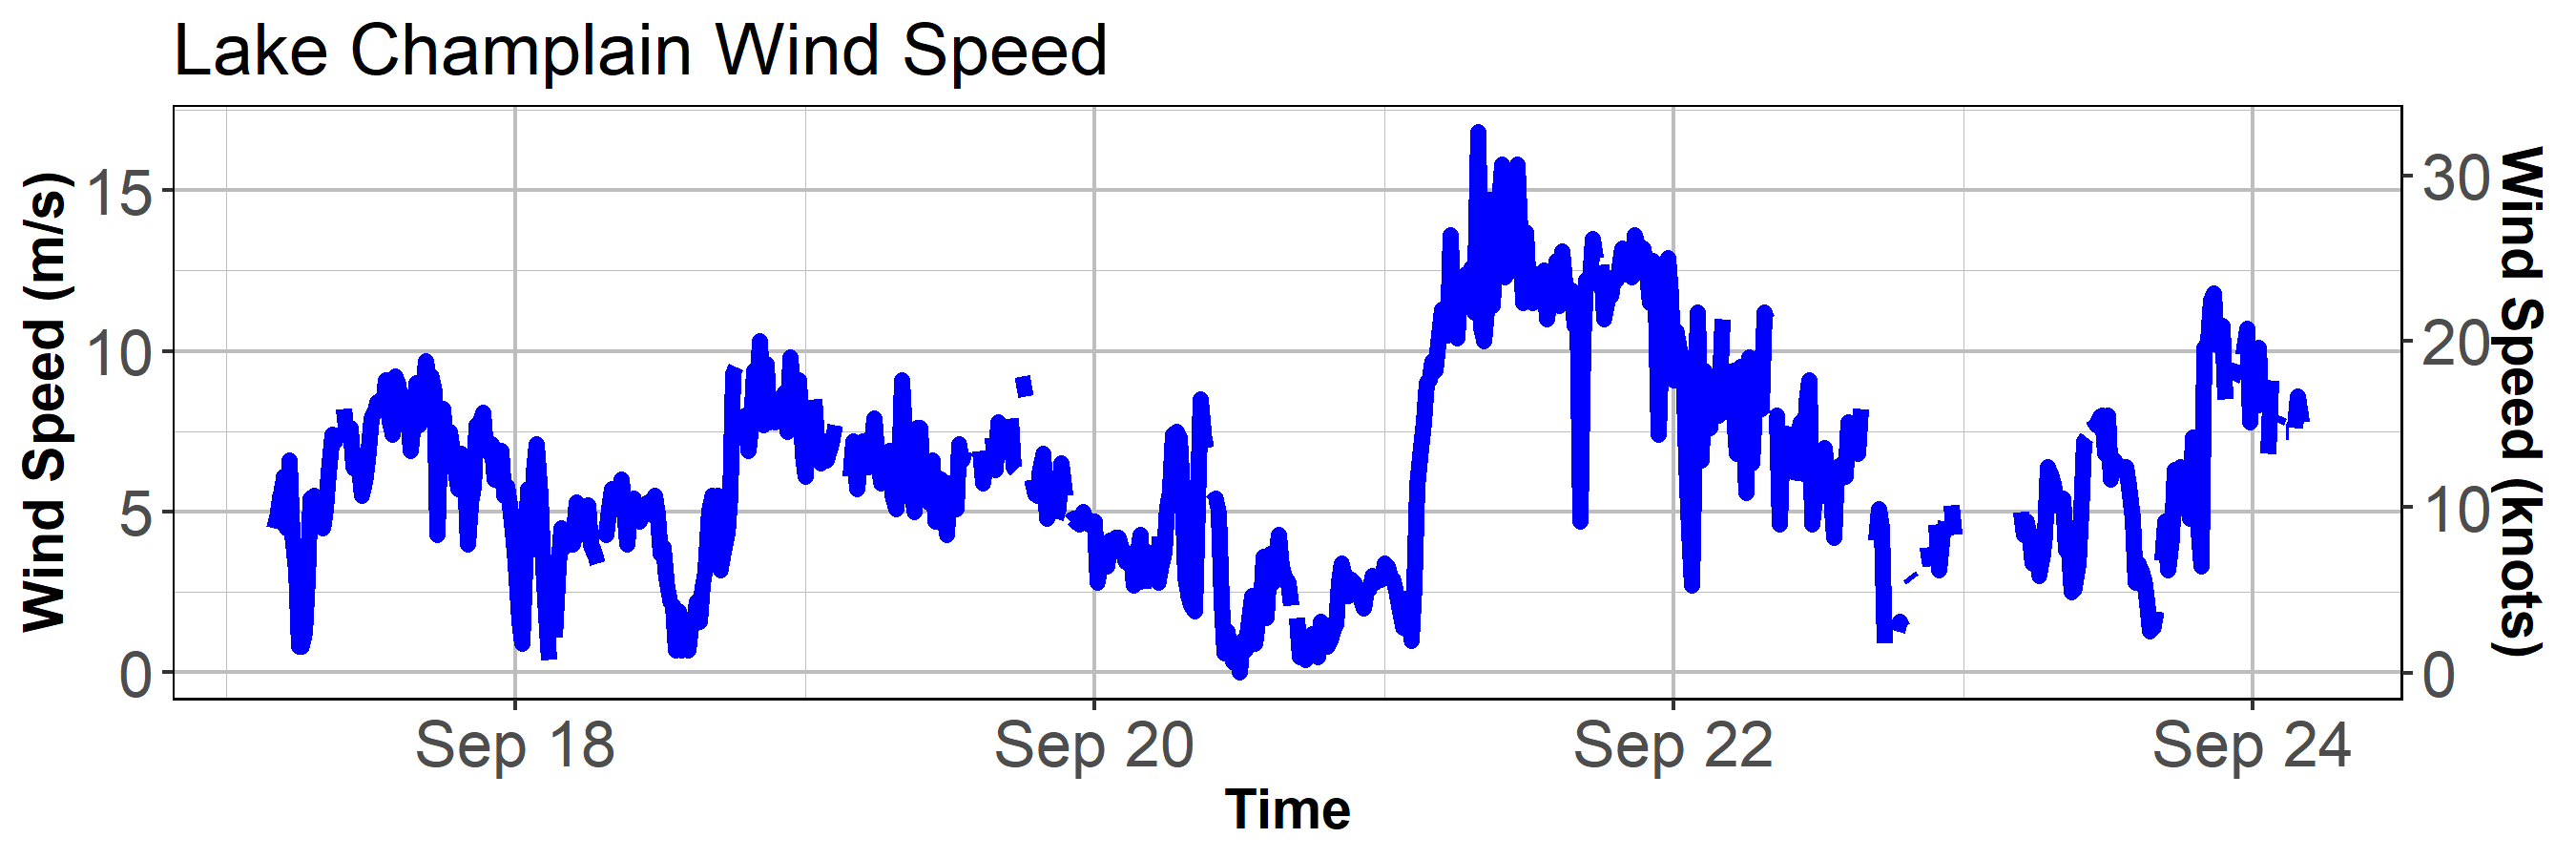 Lake Champlain Wind Speed
Wind Speed (m/s)
15
10
5
0
30
20
10
0
Wind Speed (knots)
Sep 18
Sep 20
Sep 22
Sep 24
Time